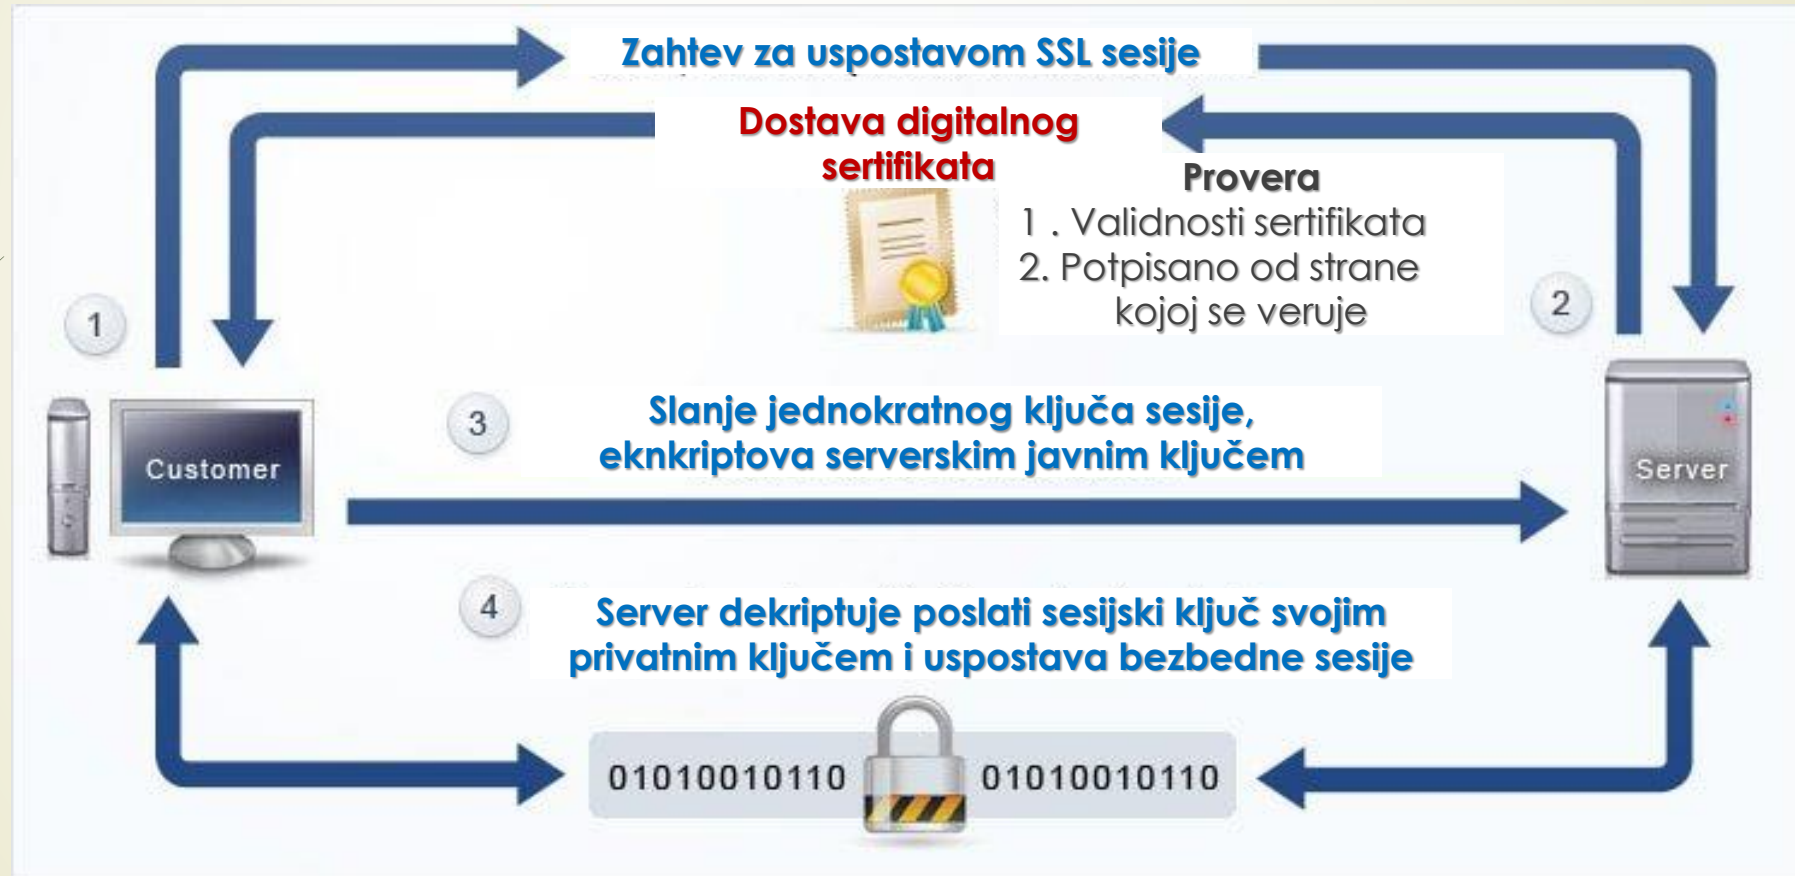 Zahtev za uspostavom SSL sesije
Dostava digitalnog
sertifikata
Provera
1 . Validnosti sertifikata
2. Potpisano od strane
kojoj se veruje
1
2
3
Slanje jednokratnog ključa sesije,
eknkriptova serverskim javnim ključem
Customer
Server
4
Server dekriptuje poslati sesijski ključ svojim
privatnim ključem i uspostava bezbedne sesije
01010010110
01010010110